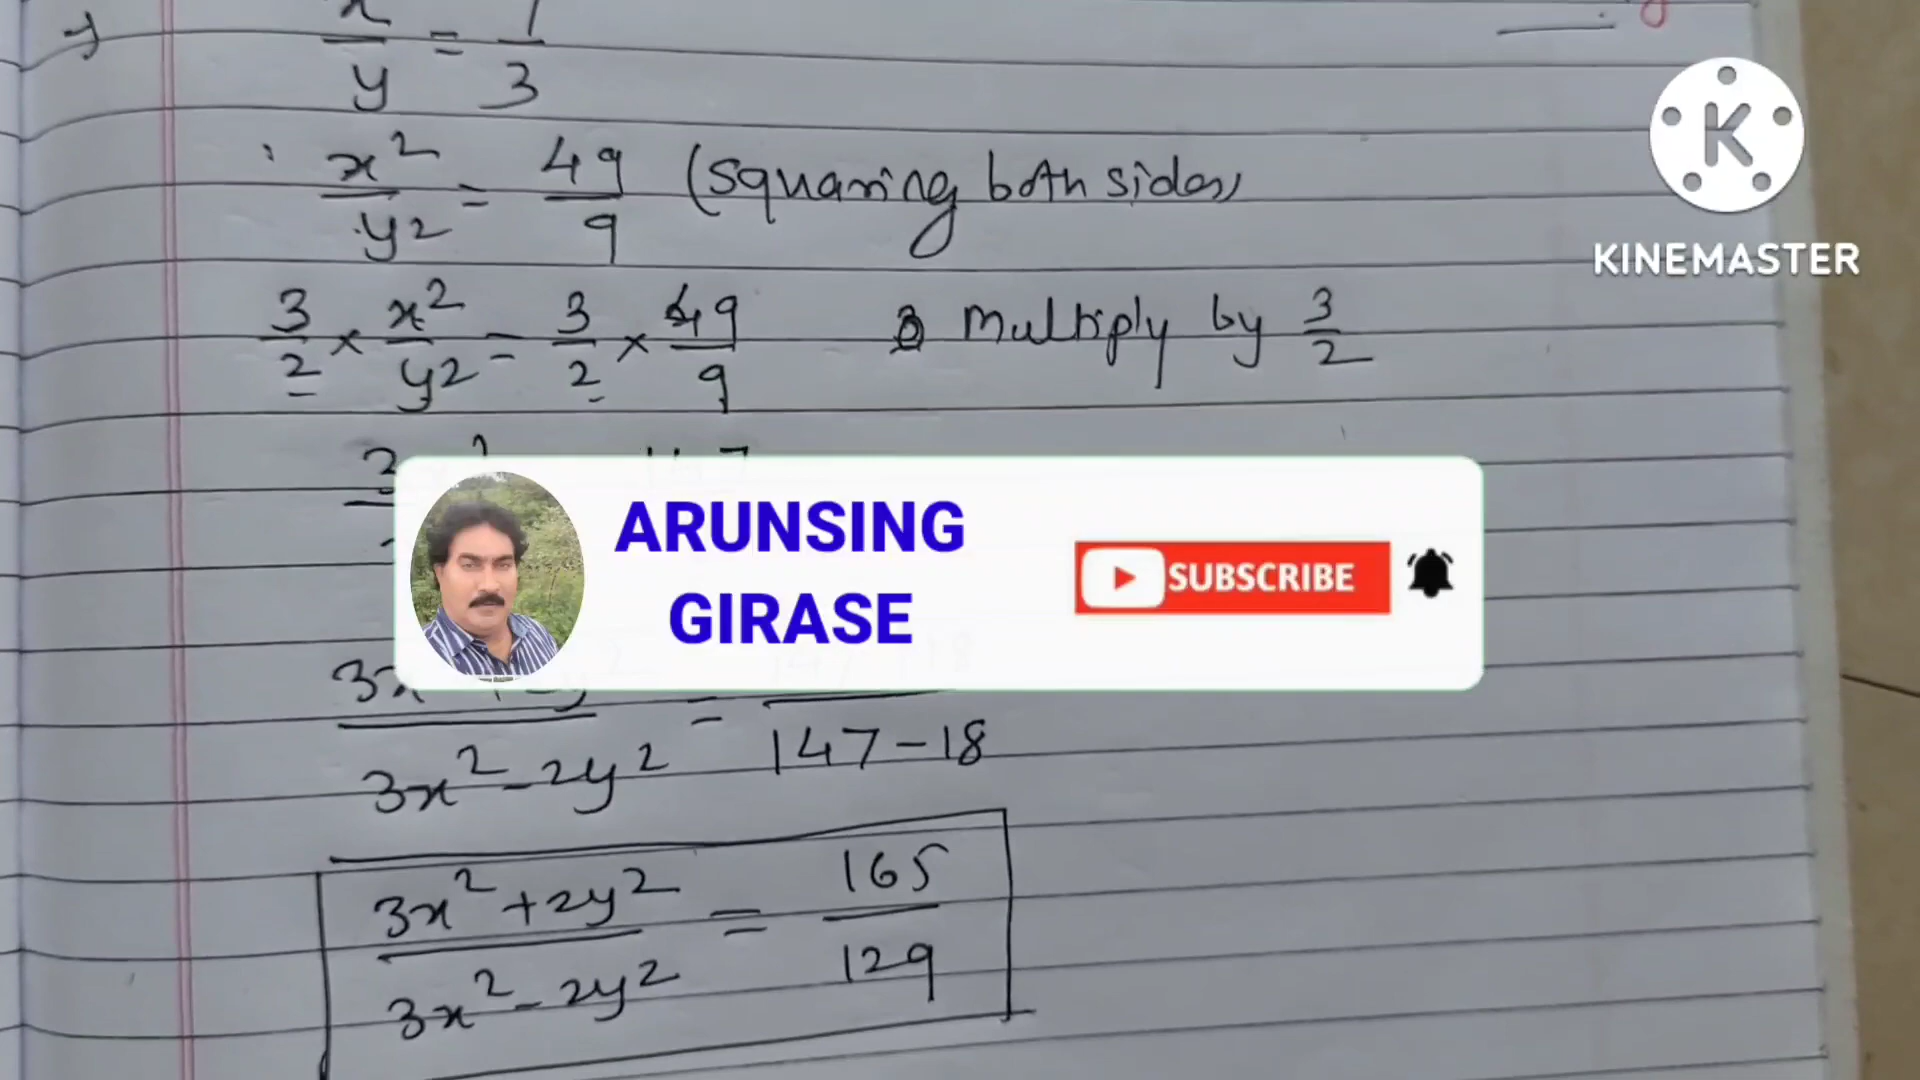 x/y = 7/3
x²/y² = 49/9 (squaring both sides)
3/2 × x²/y² = 3/2 × 49/9 Multiply by 3/2
KINEMASTER
ARUNSING
GIRASE
SUBSCRIBE
3x² - 2y² = 147-18
3x²+2y²/3x²-2y² = 165/129